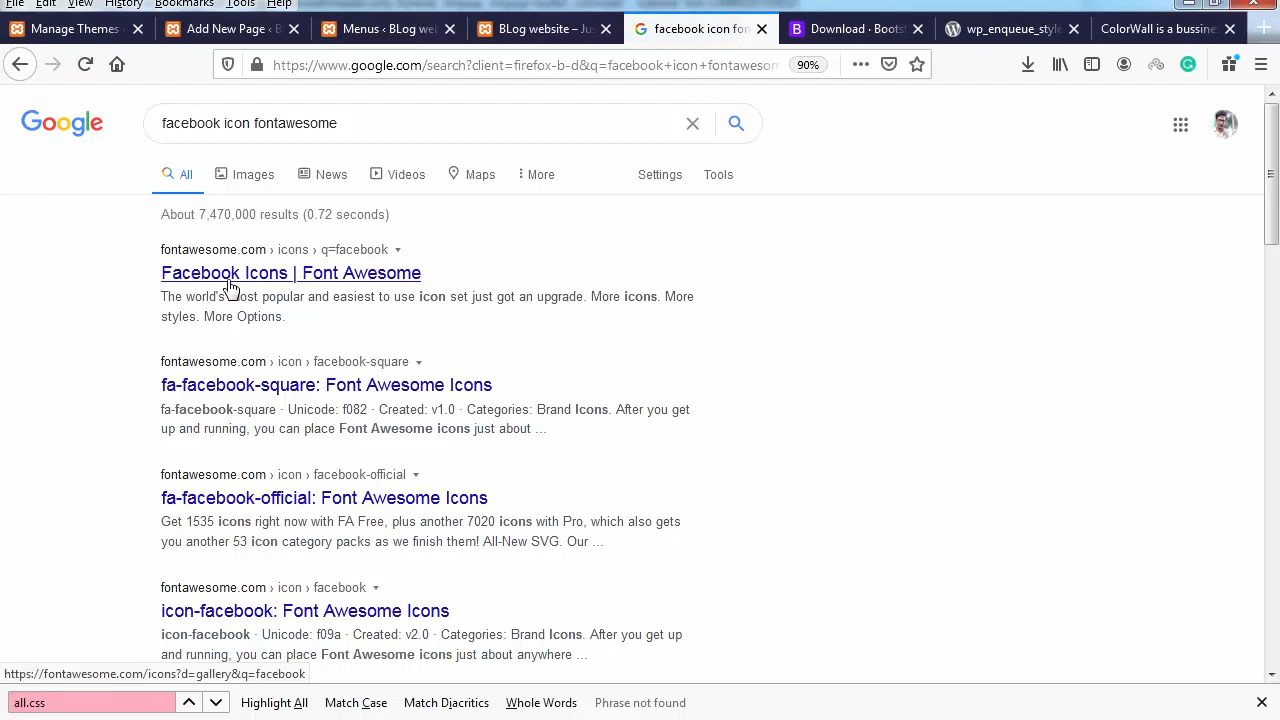 File Edit View History Bookmarks Tools Help
Manage Themes
Add New Page < B
Menus < BLog we
BLog website – Ju
facebook icon fon
Download · Boots
wp_enqueue_style
ColorWall is a bussine
https://www.google.com/search?client=firefox-b-d&q=facebook+icon+fontawesom
90%
Google
facebook icon fontawesome
All Images News Videos Maps More Settings Tools
About 7,470,000 results (0.72 seconds)
fontawesome.com › icons › q=facebook
Facebook Icons | Font Awesome
The world's most popular and easiest to use icon set just got an upgrade. More icons. More
styles. More Options.
fontawesome.com › icon › facebook-square
fa-facebook-square: Font Awesome Icons
fa-facebook-square · Unicode: f082 · Created: v1.0 · Categories: Brand Icons. After you get
up and running, you can place Font Awesome icons just about ...
fontawesome.com › icon › facebook-official
fa-facebook-official: Font Awesome Icons
Get 1535 icons right now with FA Free, plus another 7020 icons with Pro, which also gets
you another 53 icon category packs as we finish them! All-New SVG. Our ...
fontawesome.com › icon › facebook
icon-facebook: Font Awesome Icons
icon-facebook · Unicode: f09a · Created: v2.0 · Categories: Brand Icons. After you get up
and running, you can place Font Awesome icons just about anywhere ...
https://fontawesome.com/icons?d=gallery&q=facebook
all.css
Highlight All Match Case Match Diacritics Whole Words Phrase not found